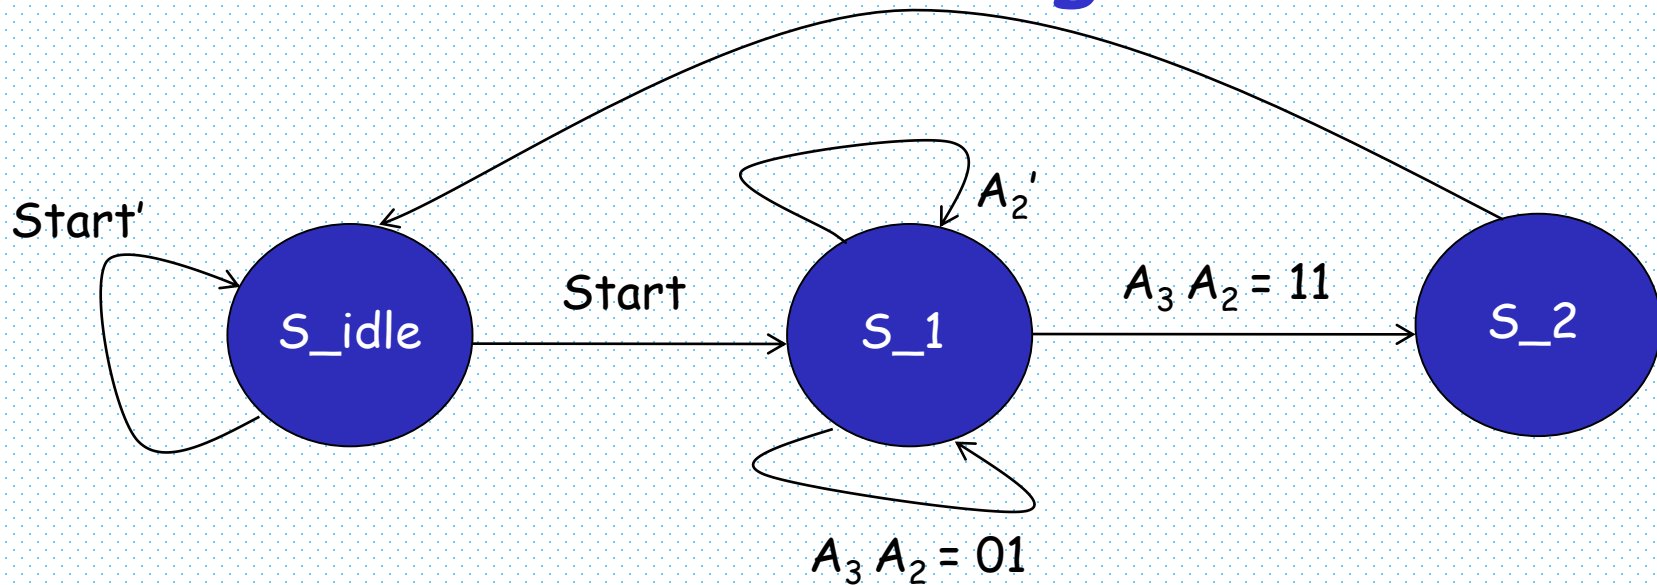 Start'
A₂'
Start
A₃ A₂ = 11
S_idle
S_1
S_2
A₃ A₂ = 01